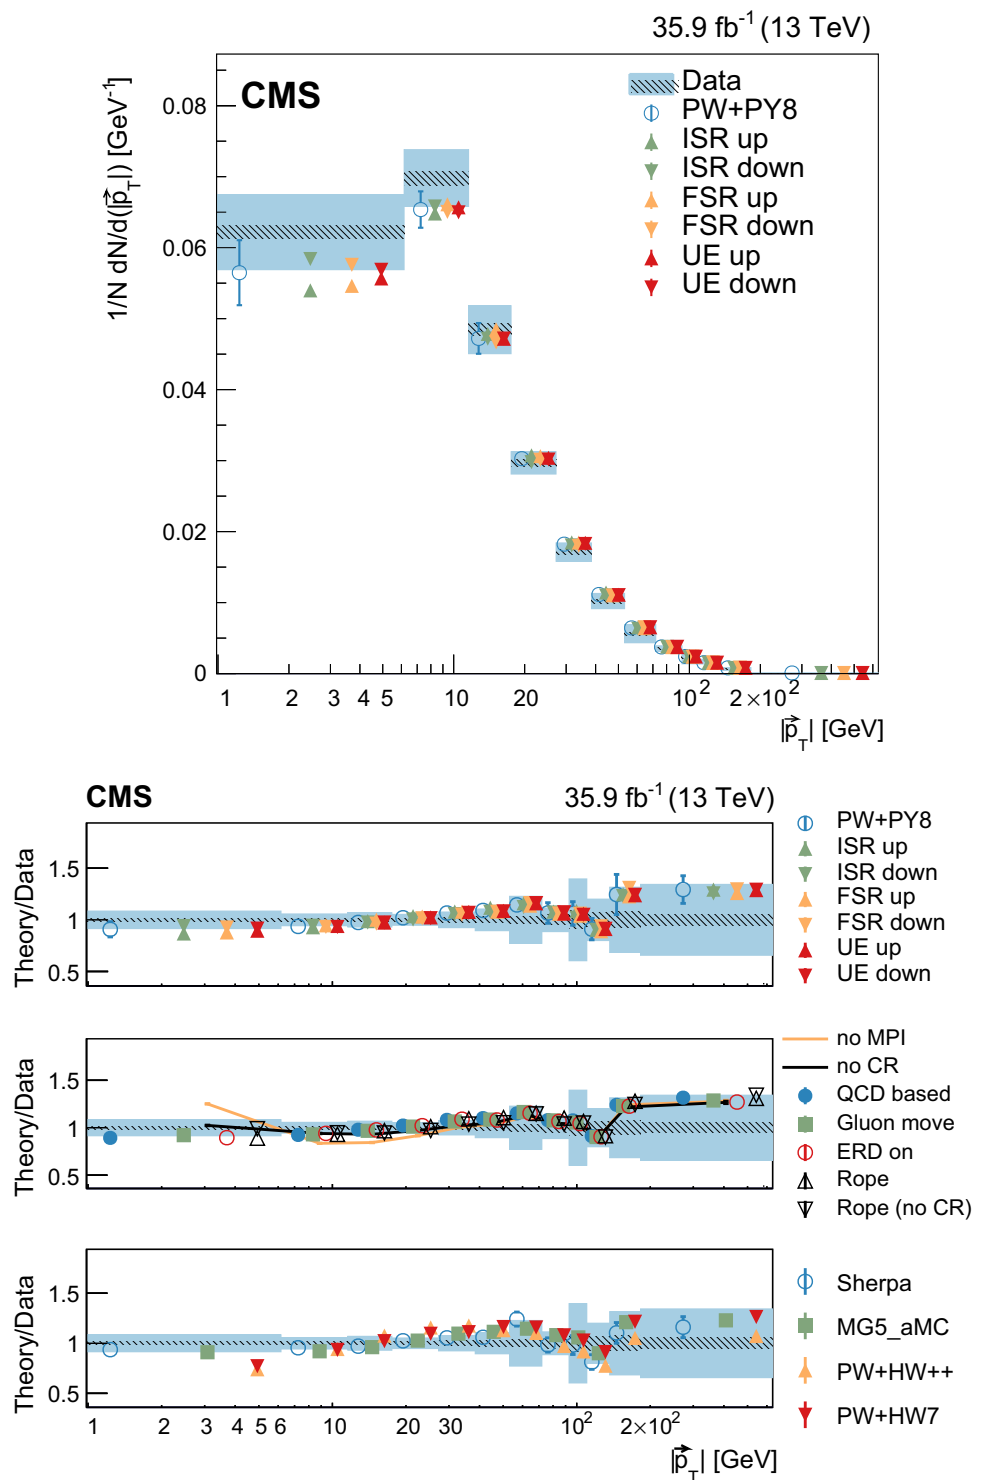 35.9 fb⁻¹ (13 TeV)
1/N dN/d(|p⃗_T|) [GeV⁻¹]
CMS
Data
PW+PY8
ISR up
ISR down
FSR up
FSR down
UE up
UE down
0.08
0.06
0.04
0.02
0
1 2 3 4 5 10 20 10² 2×10²
|p⃗_T| [GeV]
CMS 35.9 fb⁻¹ (13 TeV)
Theory/Data
1.5
1
0.5
PW+PY8
ISR up
ISR down
FSR up
FSR down
UE up
UE down
Theory/Data
1.5
1
0.5
no MPI
no CR
QCD based
Gluon move
ERD on
Rope
Rope (no CR)
Theory/Data
1.5
1
0.5
Sherpa
MG5_aMC
PW+HW++
PW+HW7
1 2 3 4 5 6 10 20 30 10² 2×10²
|p⃗_T| [GeV]